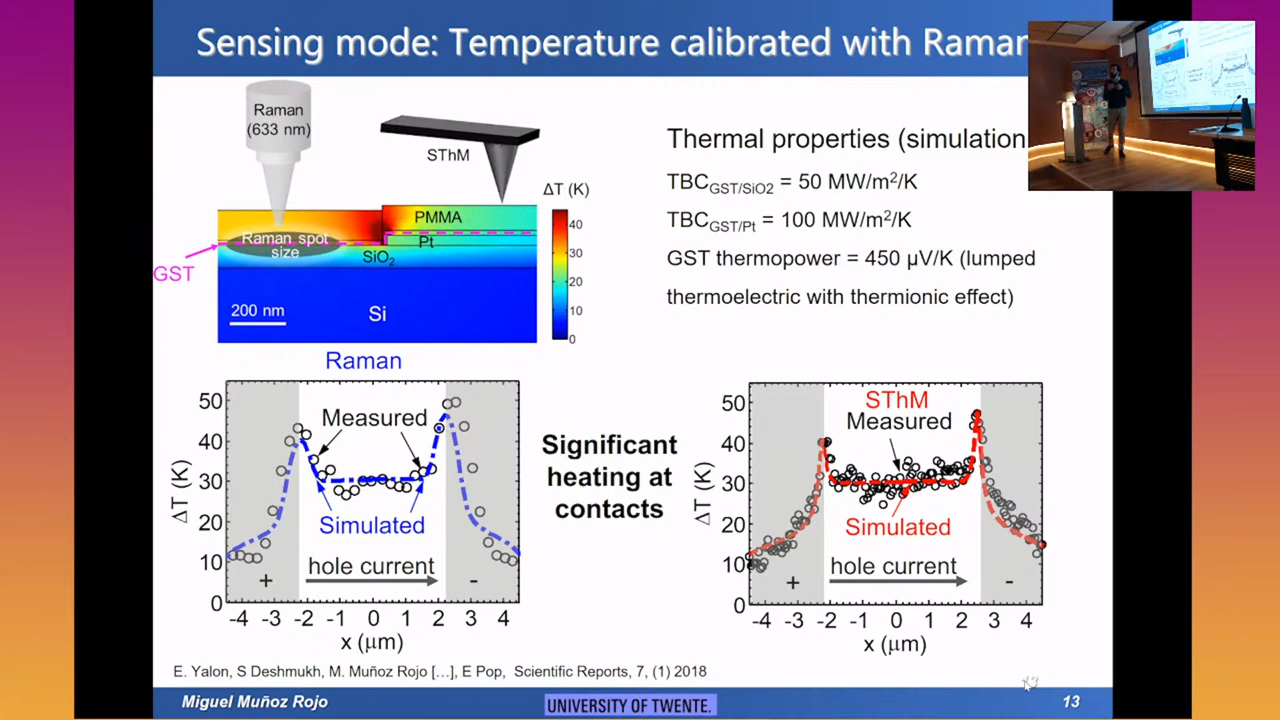 Sensing mode: Temperature calibrated with Raman
Raman
(633 nm)
SThM
ΔT (K)
40
30
20
10
0
PMMA
Raman spot
size
Pt
SiO2
GST
200 nm
Si
Thermal properties (simulation
TBCGST/SiO2 = 50 MW/m2/K
TBCGST/Pt = 100 MW/m2/K
GST thermopower = 450 µV/K (lumped
thermoelectric with thermionic effect)
Raman
ΔT (K)
50
40
30
20
10
0
Measured
Simulated
hole current
+
-
-4 -3 -2 -1 0 1 2 3 4
x (µm)
Significant
heating at
contacts
ΔT (K)
50
40
30
20
10
0
SThM
Measured
Simulated
hole current
+
-
-4 -3 -2 -1 0 1 2 3 4
x (µm)
E. Yalon, S Deshmukh, M. Muñoz Rojo […], E Pop, Scientific Reports, 7, (1) 2018
Miguel Muñoz Rojo
UNIVERSITY OF TWENTE.
13